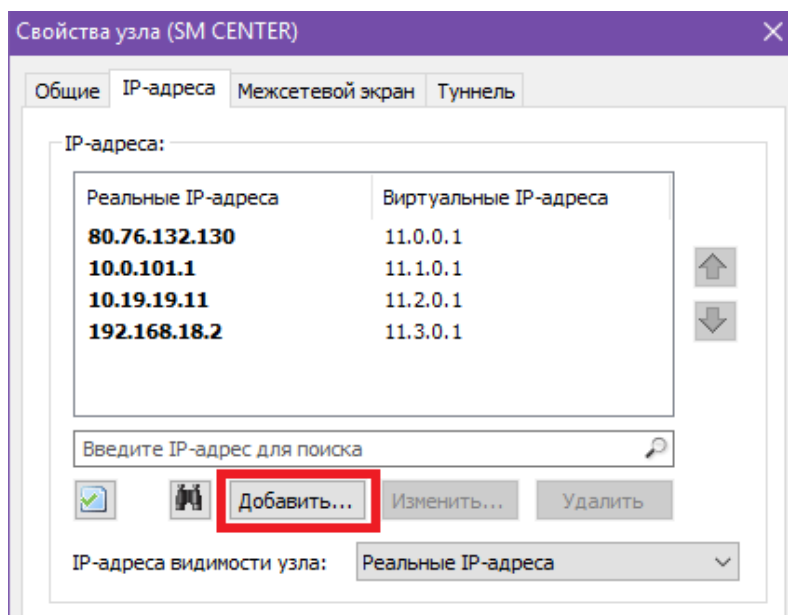 Свойства узла (SM CENTER)
Общие IP-адреса Межсетевой экран Туннель
IP-адреса:
Реальные IP-адреса Виртуальные IP-адреса
80.76.132.130 11.0.0.1
10.0.101.1 11.1.0.1
10.19.19.11 11.2.0.1
192.168.18.2 11.3.0.1
Введите IP-адрес для поиска
Добавить... Изменить... Удалить
IP-адреса видимости узла: Реальные IP-адреса